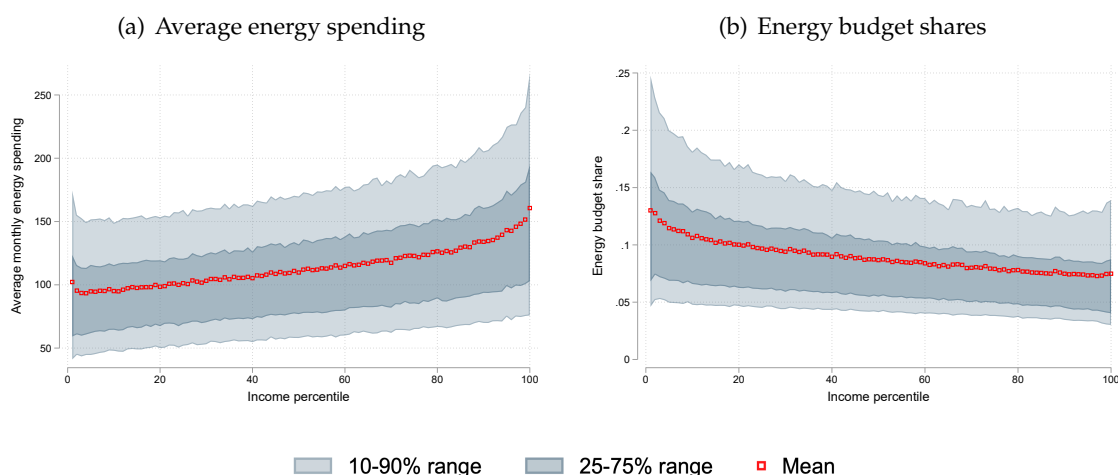 (a) Average energy spending
(b) Energy budget shares
Average monthly energy spending
250
200
150
100
50
0
20
40
60
80
100
Income percentile
Energy budget share
.25
.2
.15
.1
.05
0
0
20
40
60
80
100
Income percentile
10-90% range
25-75% range
Mean